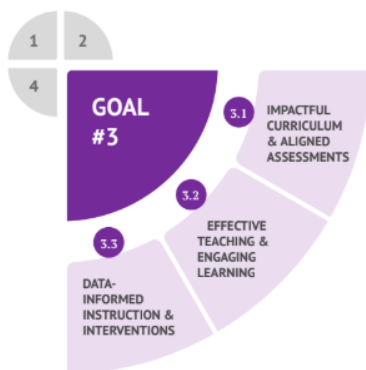 1 2
4
GOAL
#3
3.1
IMPACTFUL
CURRICULUM
& ALIGNED
ASSESSMENTS
3.2
EFFECTIVE
TEACHING &
ENGAGING
LEARNING
3.3
DATA-
INFORMED
INSTRUCTION &
INTERVENTIONS